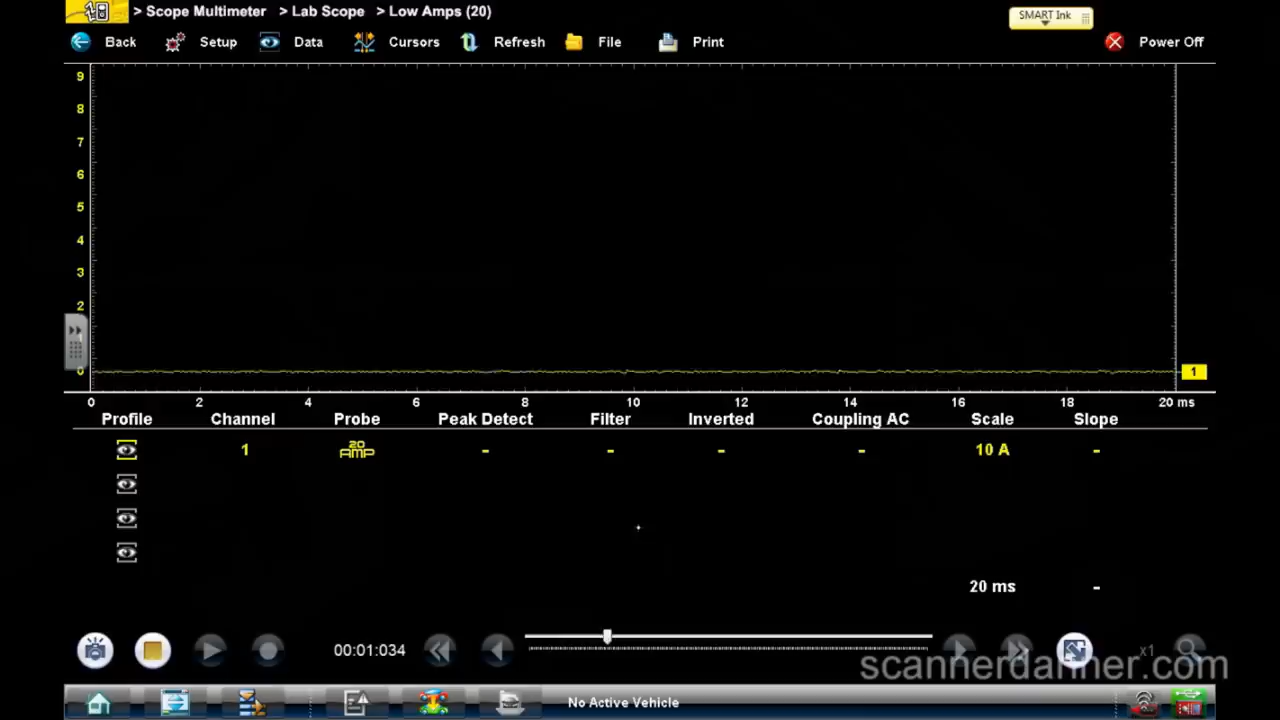 > Scope Multimeter > Lab Scope > Low Amps (20)
SMART Ink
Back Setup Data Cursors Refresh File Print Power Off
9
8
7
6
5
4
3
2
0
1
0 2 4 6 8 10 12 14 16 18 20 ms
Profile Channel Probe Peak Detect Filter Inverted Coupling AC Scale Slope
1 20 AMP - - - - 10 A -
20 ms -
00:01:034
x1
scannerdanner.com
No Active Vehicle